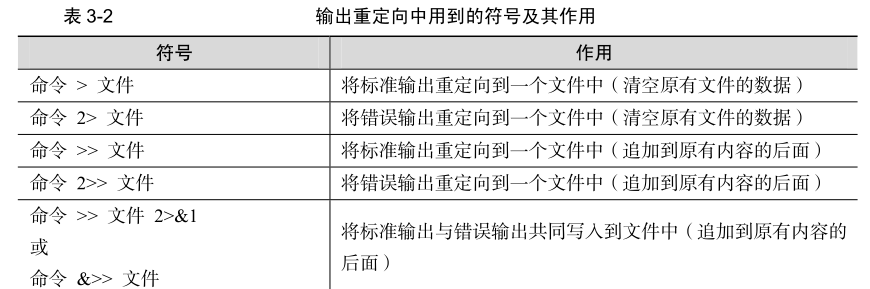 表 3-2 输出重定向中用到的符号及其作用
符号 作用
命令 > 文件 将标准输出重定向到一个文件中（清空原有文件的数据）
命令 2> 文件 将错误输出重定向到一个文件中（清空原有文件的数据）
命令 >> 文件 将标准输出重定向到一个文件中（追加到原有内容的后面）
命令 2>> 文件 将错误输出重定向到一个文件中（追加到原有内容的后面）
命令 >> 文件 2>&1
或
命令 &>> 文件
将标准输出与错误输出共同写入到文件中（追加到原有内容的
后面）